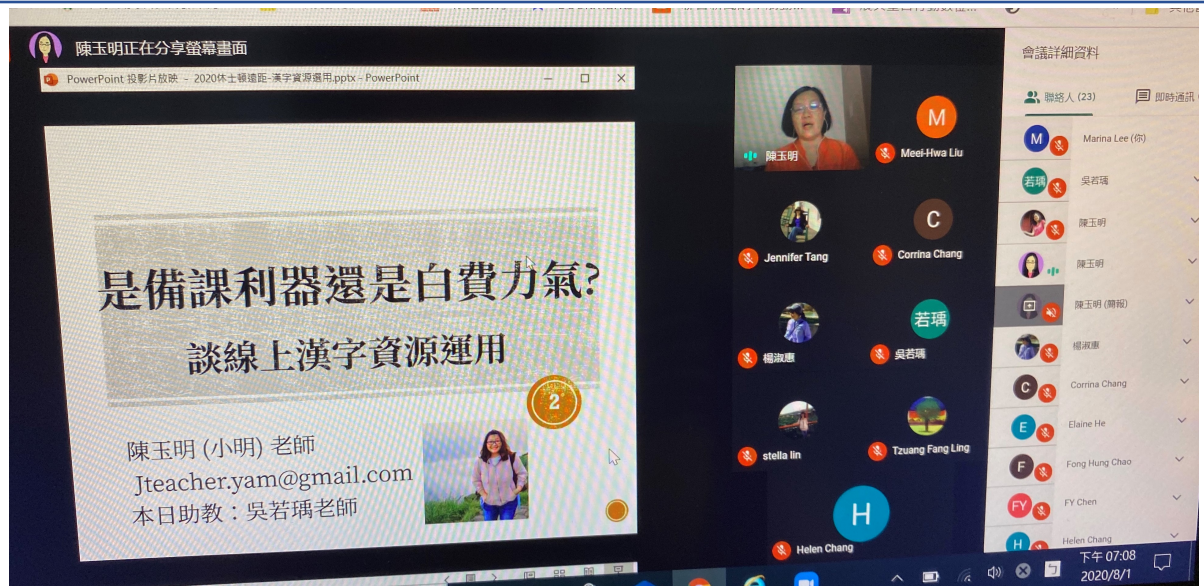 陳玉明正在分享螢幕畫面
PowerPoint 投影片放映 - 2020休士頓遠距-漢字資源選用.pptx - PowerPoint
是備課利器還是白費力氣?
談線上漢字資源運用
2
陳玉明 (小明) 老師
Jteacher.yam@gmail.com
本日助教：吳若瑀老師
陳玉明
M
Meei-Hwa Liu
Jennifer Tang
C
Corrina Chang
楊淑惠
若瑀
吳若瑀
stella lin
Tzuang Fang Ling
H
Helen Chang
會議詳細資料
聯絡人 (23)
即時通訊
M
Marina Lee (你)
若瑀
吳若瑀
陳玉明
陳玉明
陳玉明 (簡報)
楊淑惠
C
Corrina Chang
E
Elaine He
F
Fong Hung Chao
FY
FY Chen
H
Helen Chang
下午 07:08
2020/8/1